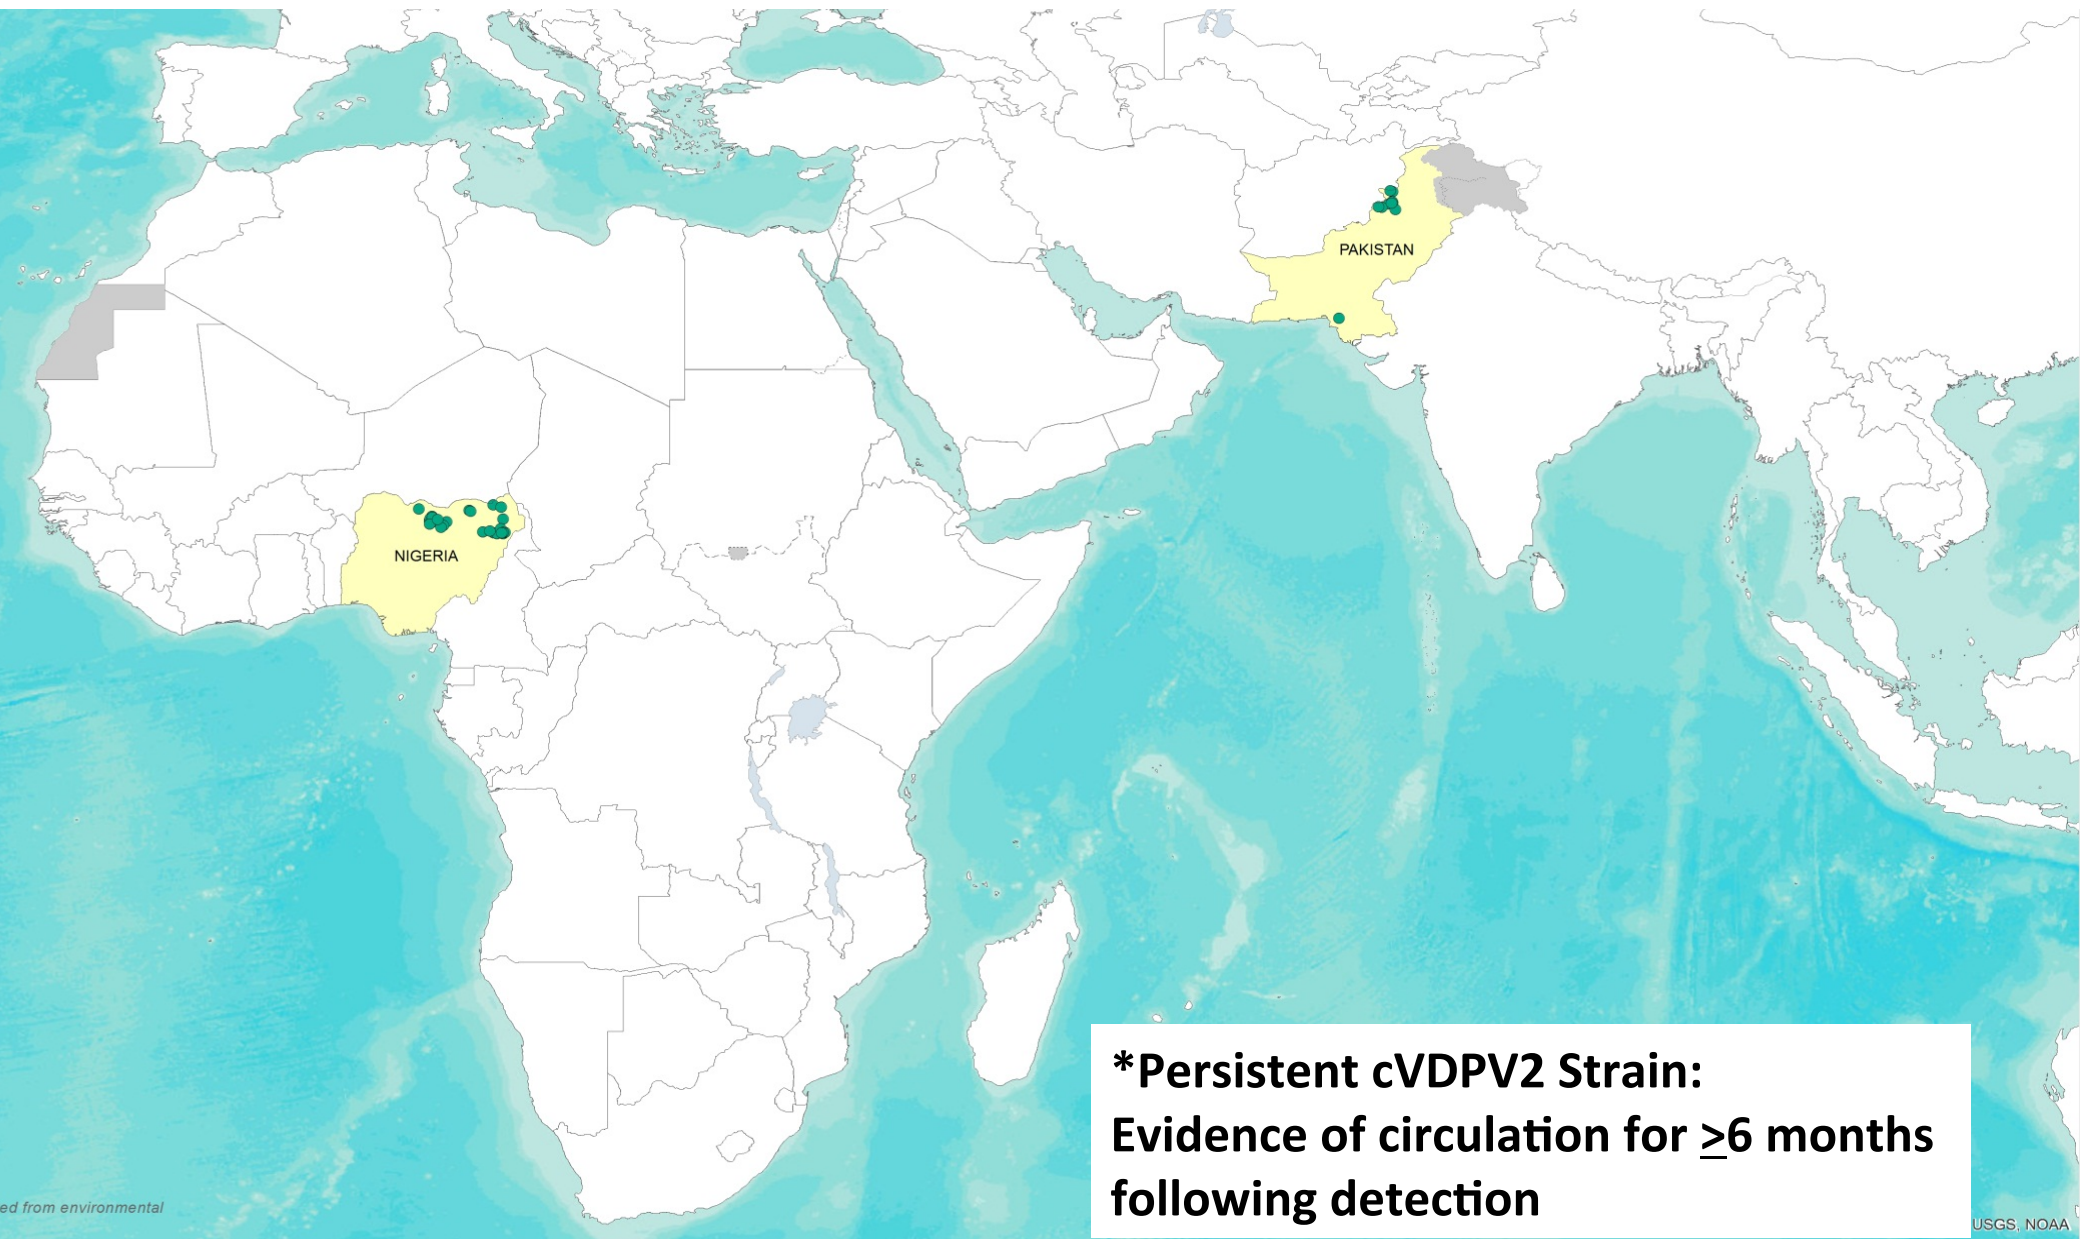 PAKISTAN
NIGERIA
*Persistent cVDPV2 Strain:
Evidence of circulation for >6 months
following detection
ed from environmental
USGS, NOAA